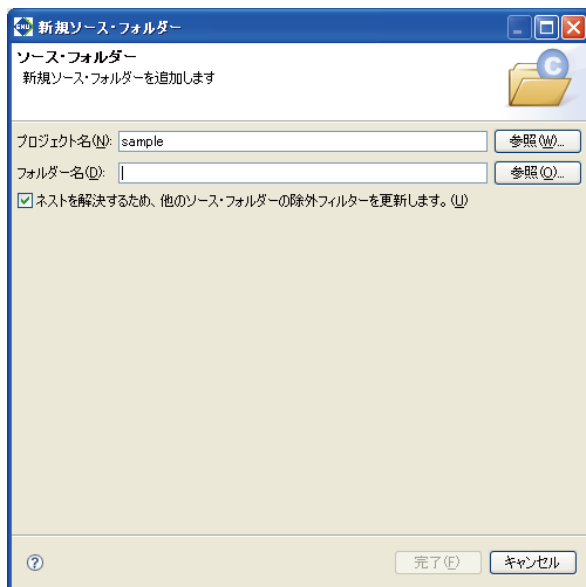 新規ソース・フォルダー
ソース・フォルダー
新規ソース・フォルダーを追加します
C
プロジェクト名(N): sample 参照(W)...
フォルダー名(D): 参照(O)...
ネストを解決するため、他のソース・フォルダーの除外フィルターを更新します。(U)
? 完了(F) キャンセル